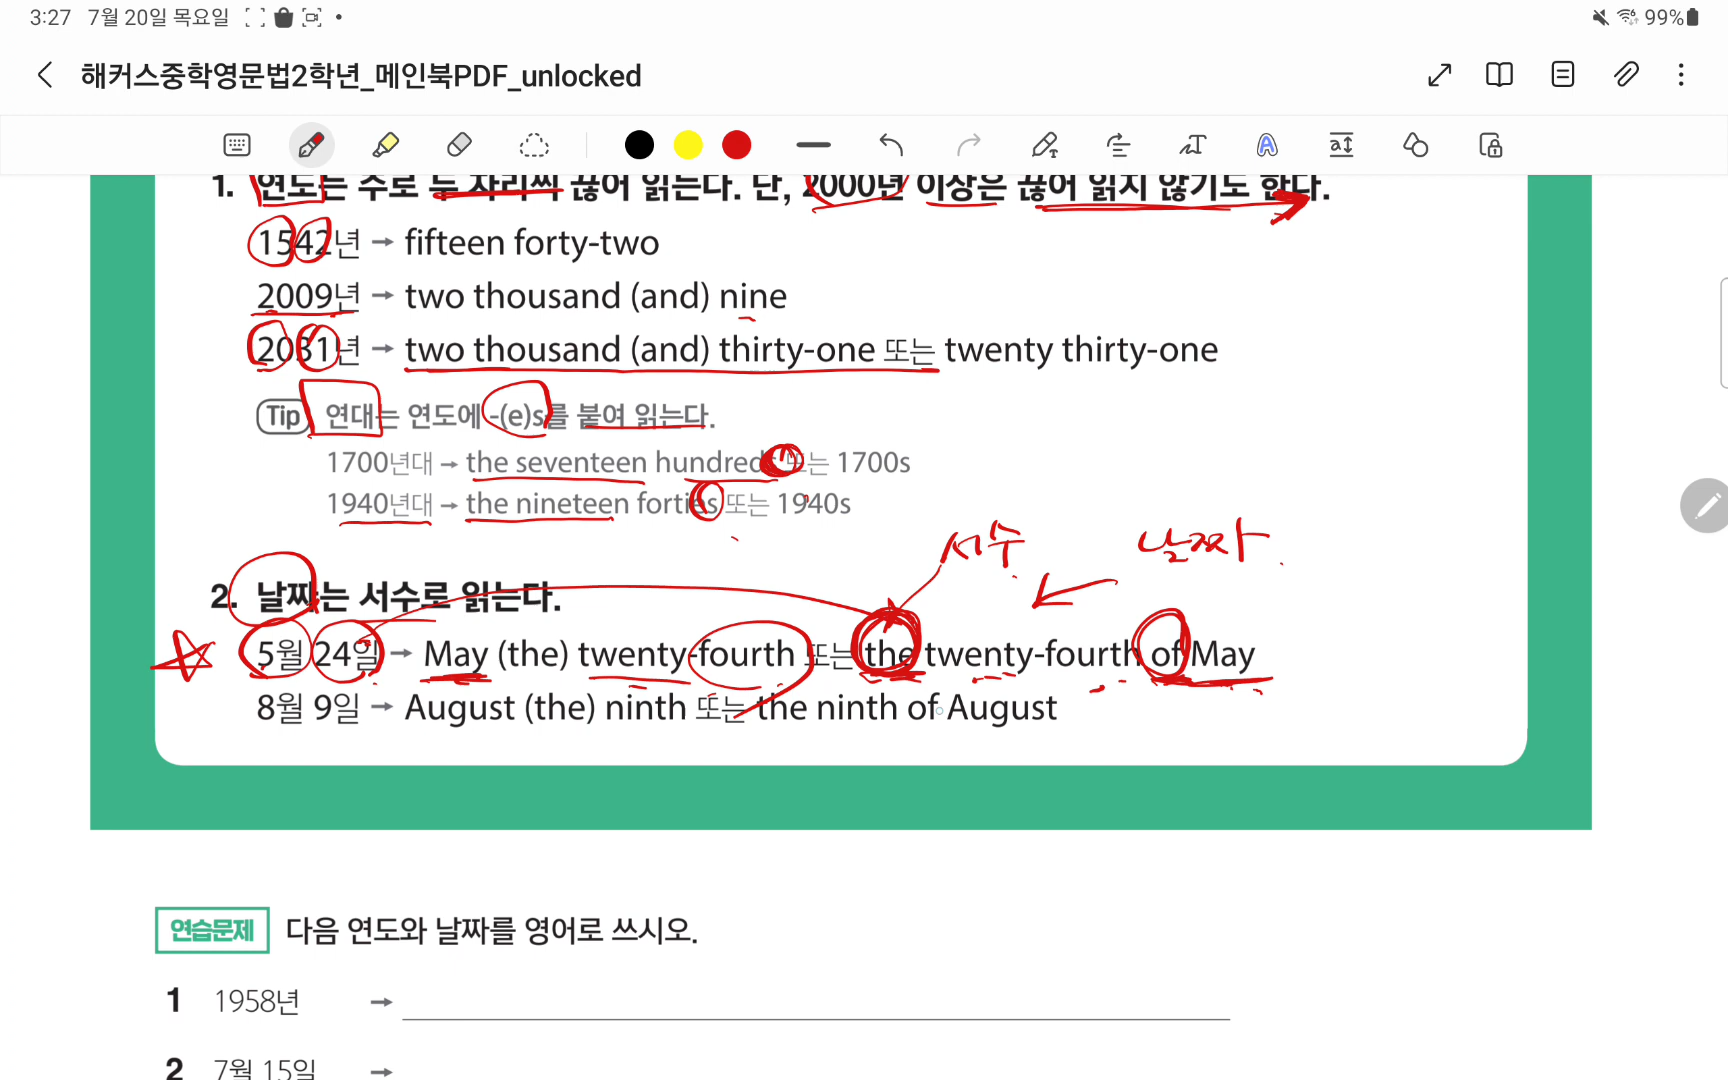 3:27 7월 20일 목요일
99%
해커스중학영문법2학년_메인북PDF_unlocked
1. 연도는 주로 두 자리씩 끊어 읽는다. 단, 2000년 이상은 끊어 읽지 않기도 한다.
1542년 → fifteen forty-two
2009년 → two thousand (and) nine
2031년 → two thousand (and) thirty-one 또는 twenty thirty-one
Tip 연대는 연도에 -(e)s를 붙여 읽는다.
1700년대 → the seventeen hundreds 또는 1700s
1940년대 → the nineteen forties 또는 1940s
서수 날짜
2. 날짜는 서수로 읽는다.
5월 24일 → May (the) twenty-fourth 또는 the twenty-fourth of May
8월 9일 → August (the) ninth 또는 the ninth of August
연습문제 다음 연도와 날짜를 영어로 쓰시오.
1 1958년 →
2 7월 15일 →